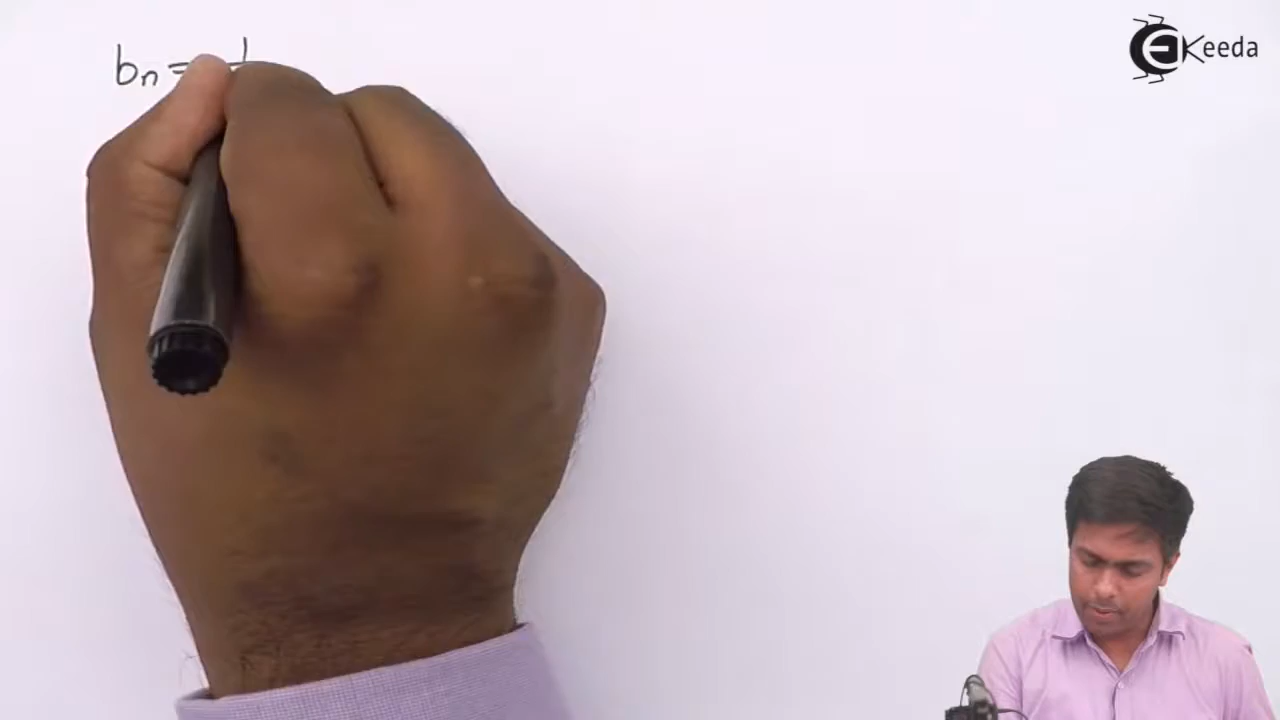 bn =
Keeda